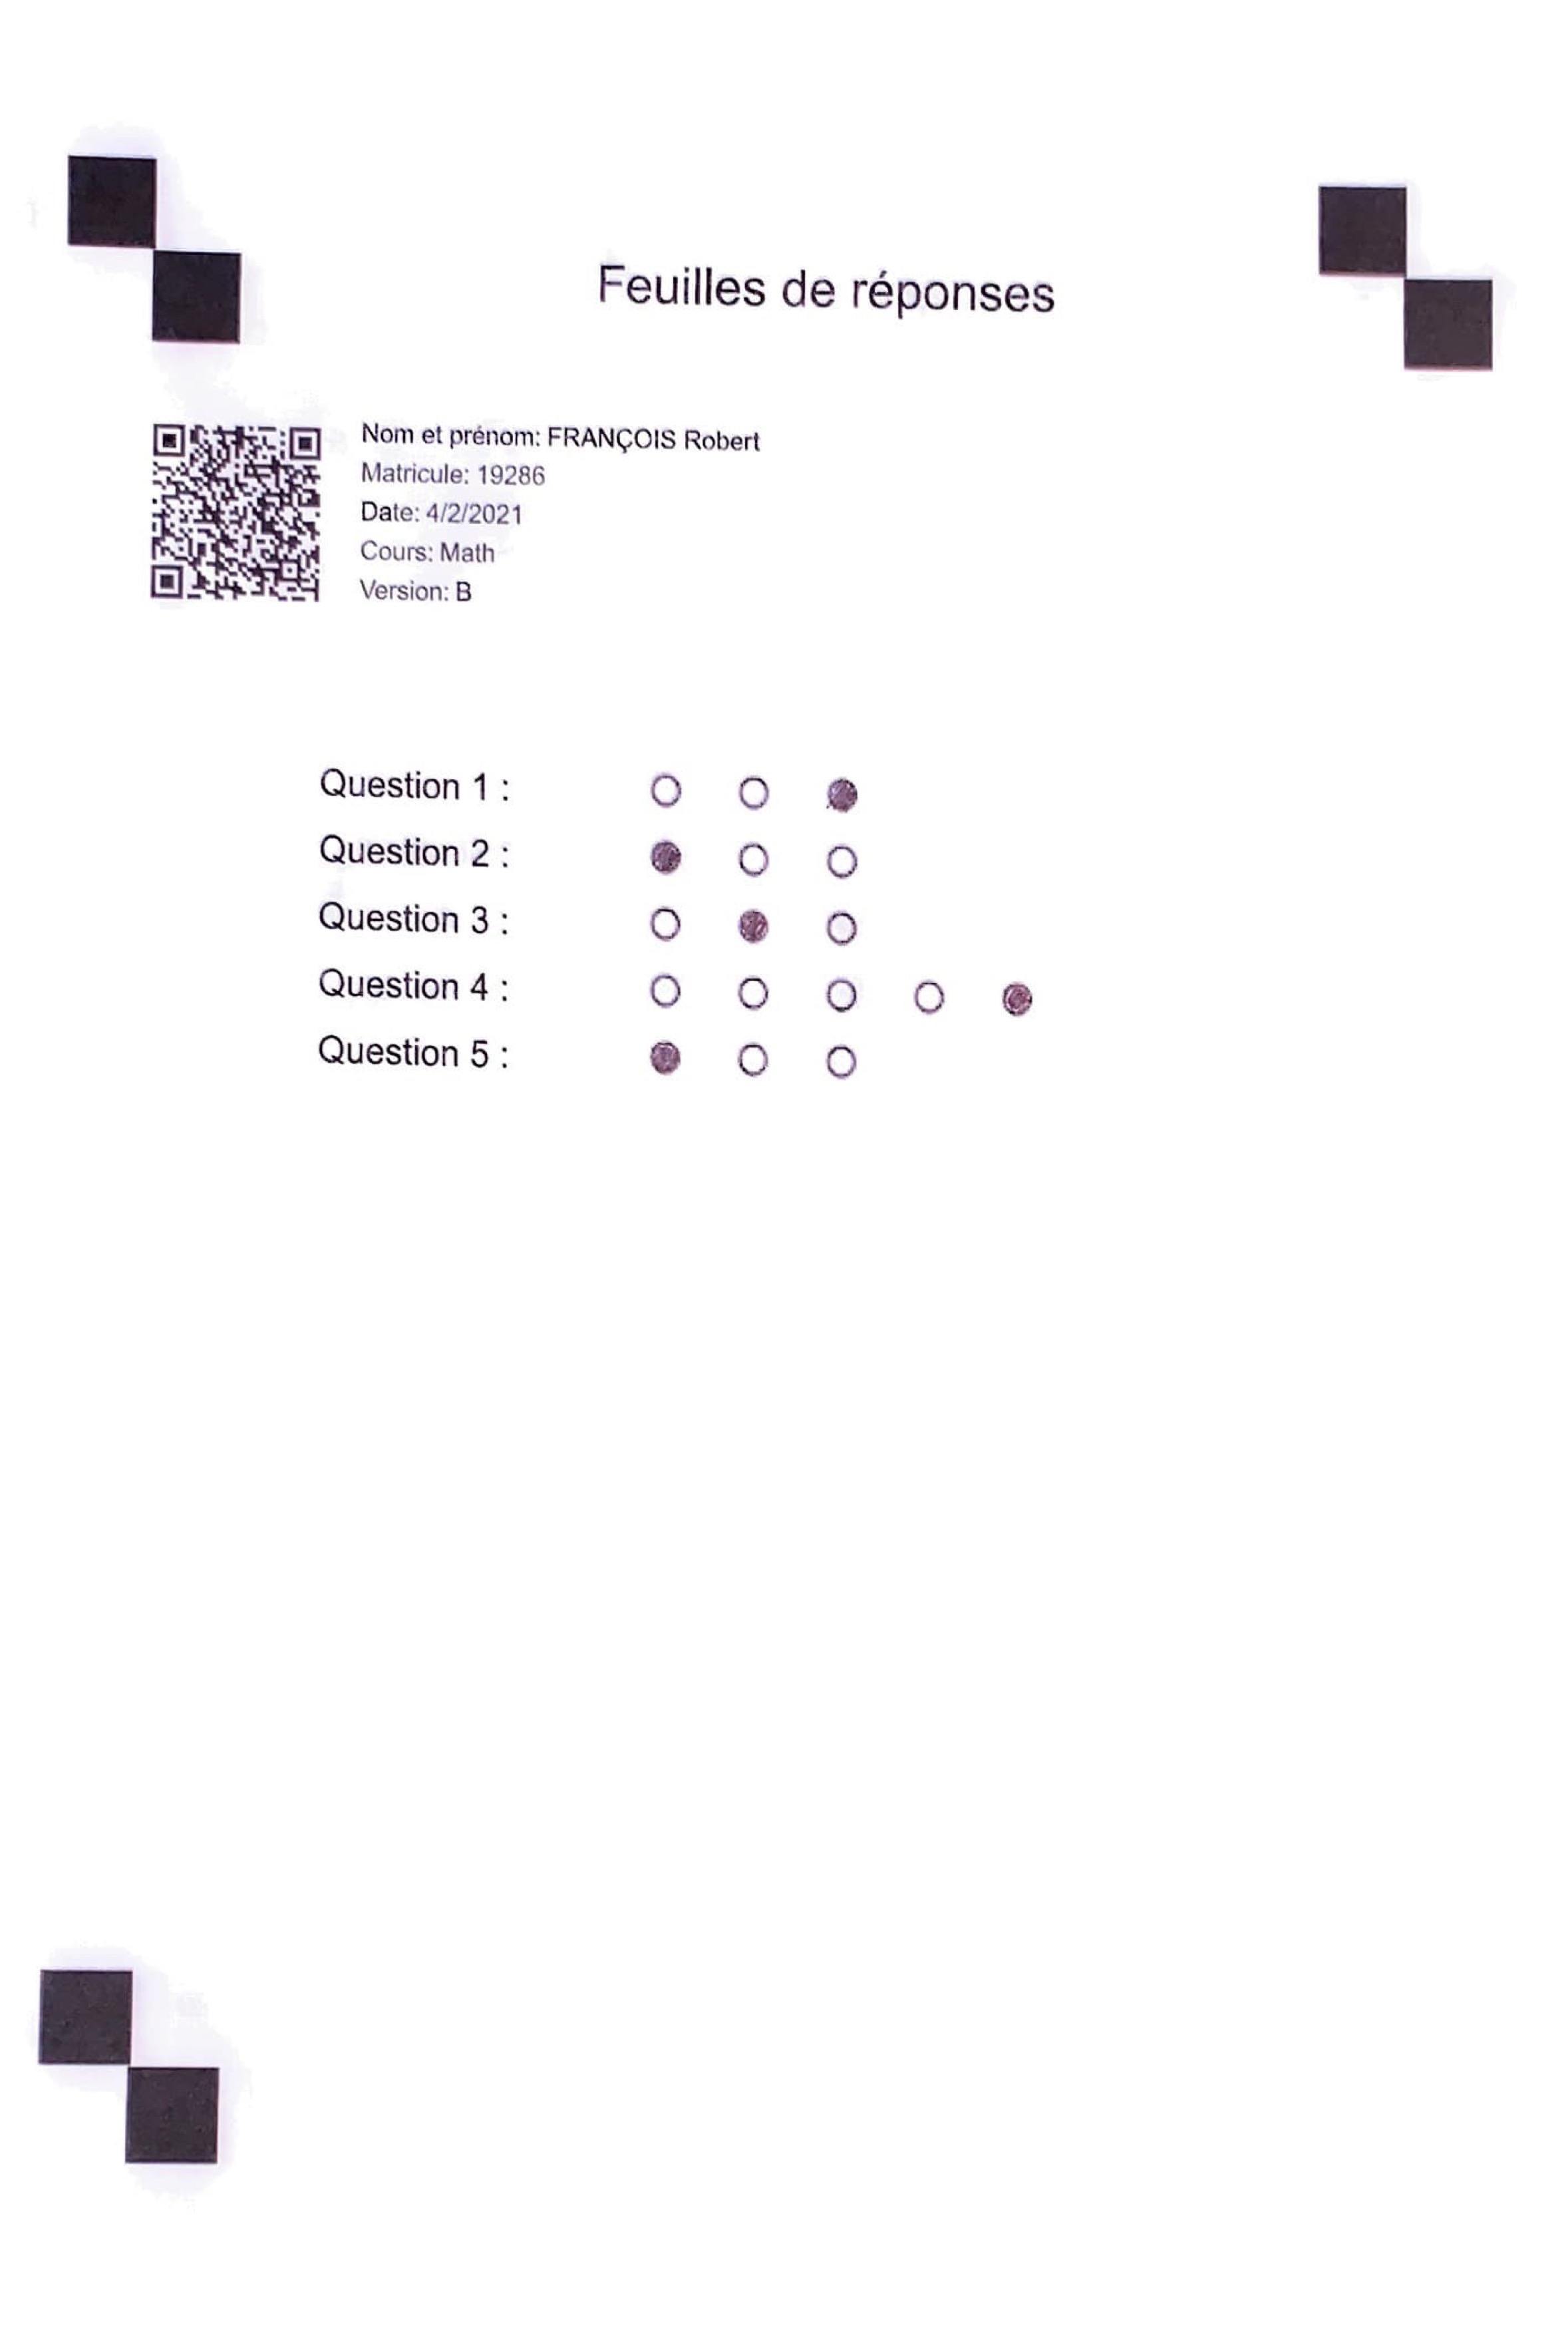 Feuilles de réponses
Nom et prénom: FRANÇOIS Robert
Matricule: 19286
Date: 4/2/2021
Cours: Math
Version: B
Question 1 :
Question 2 :
Question 3 :
Question 4 :
Question 5 :